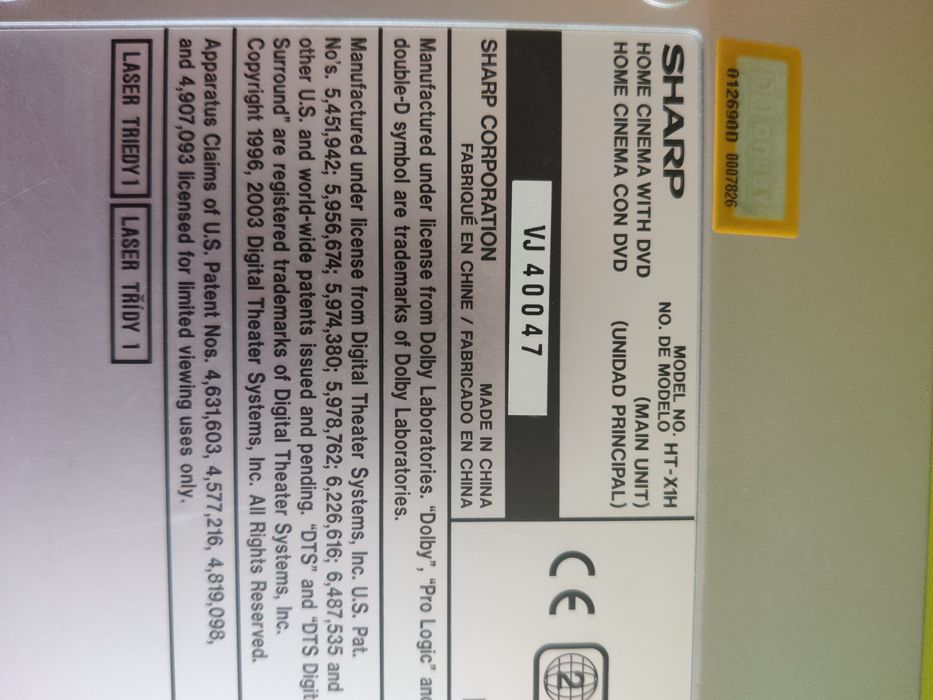 012690D 0007826
SHARP
MODEL NO.
NO. DE MODELO HT-X1H
HOME CINEMA WITH DVD (MAIN UNIT)
HOME CINEMA CON DVD (UNIDAD PRINCIPAL)
VJ 40047
SHARP CORPORATION MADE IN CHINA
FABRIQUÉ EN CHINE / FABRICADO EN CHINA
CE
2
Manufactured under license from Dolby Laboratories. “Dolby”, “Pro Logic” and
double-D symbol are trademarks of Dolby Laboratories.
Manufactured under license from Digital Theater Systems, Inc. U.S. Pat.
No's. 5,451,942; 5,956,674; 5,974,380; 5,978,762; 6,226,616; 6,487,535 and
other U.S. and world-wide patents issued and pending. “DTS” and “DTS Digit
Surround” are registered trademarks of Digital Theater Systems, Inc.
Copyright 1996, 2003 Digital Theater Systems, Inc. All Rights Reserved.
Apparatus Claims of U.S. Patent Nos. 4,631,603, 4,577,216, 4,819,098,
and 4,907,093 licensed for limited viewing uses only.
LASER TRIEDY1 LASER TŘÍDY 1